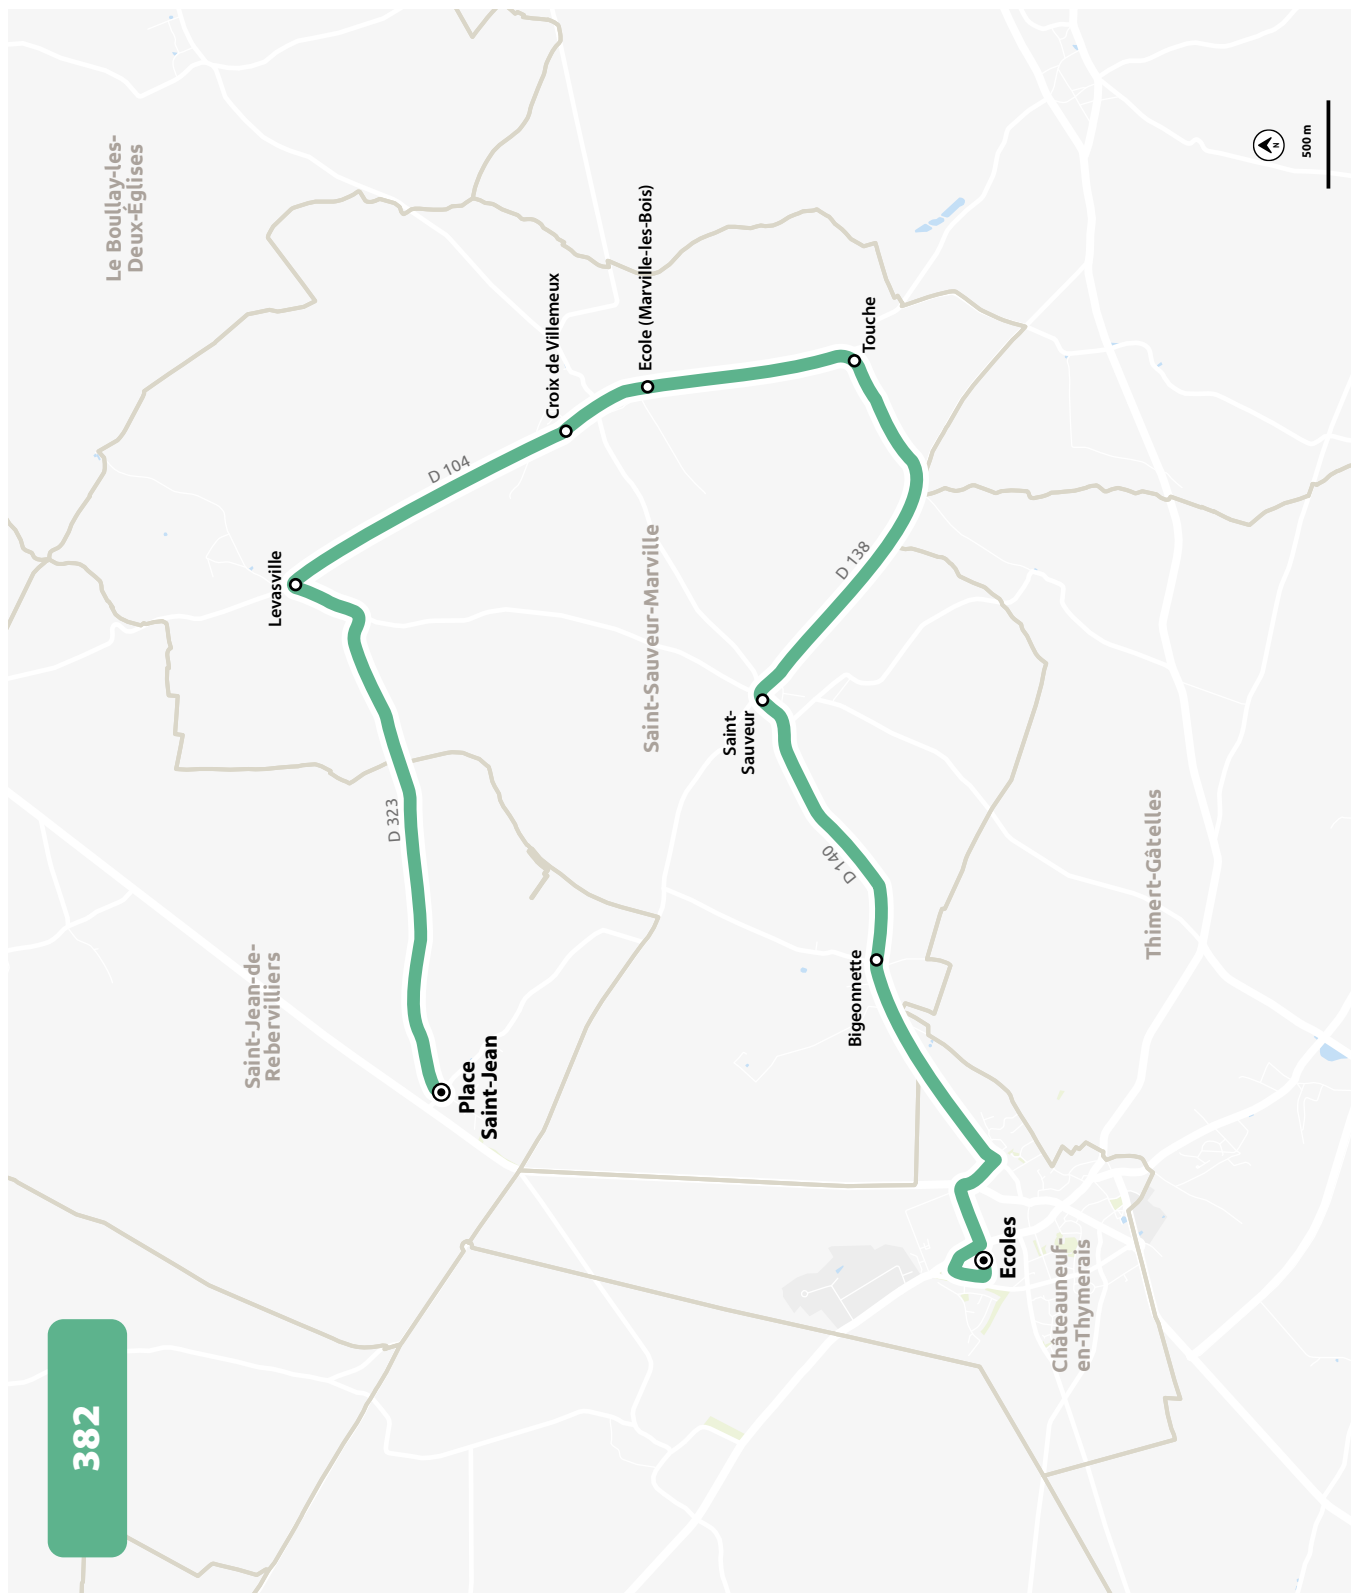 382
Le Boullay-les-
Deux-Églises
Saint-Jean-de-
Rebervilliers
Levasville
D 323
Place
Saint-Jean
D 104
Croix de Villemeux
Ecole (Marville-les-Bois)
Saint-Sauveur-Marville
Saint-
Sauveur
D 140
D 138
Touche
Bigeonnette
Ecoles
Châteauneuf-
en-Thymerais
Thimert-Gâtelles
N
500 m